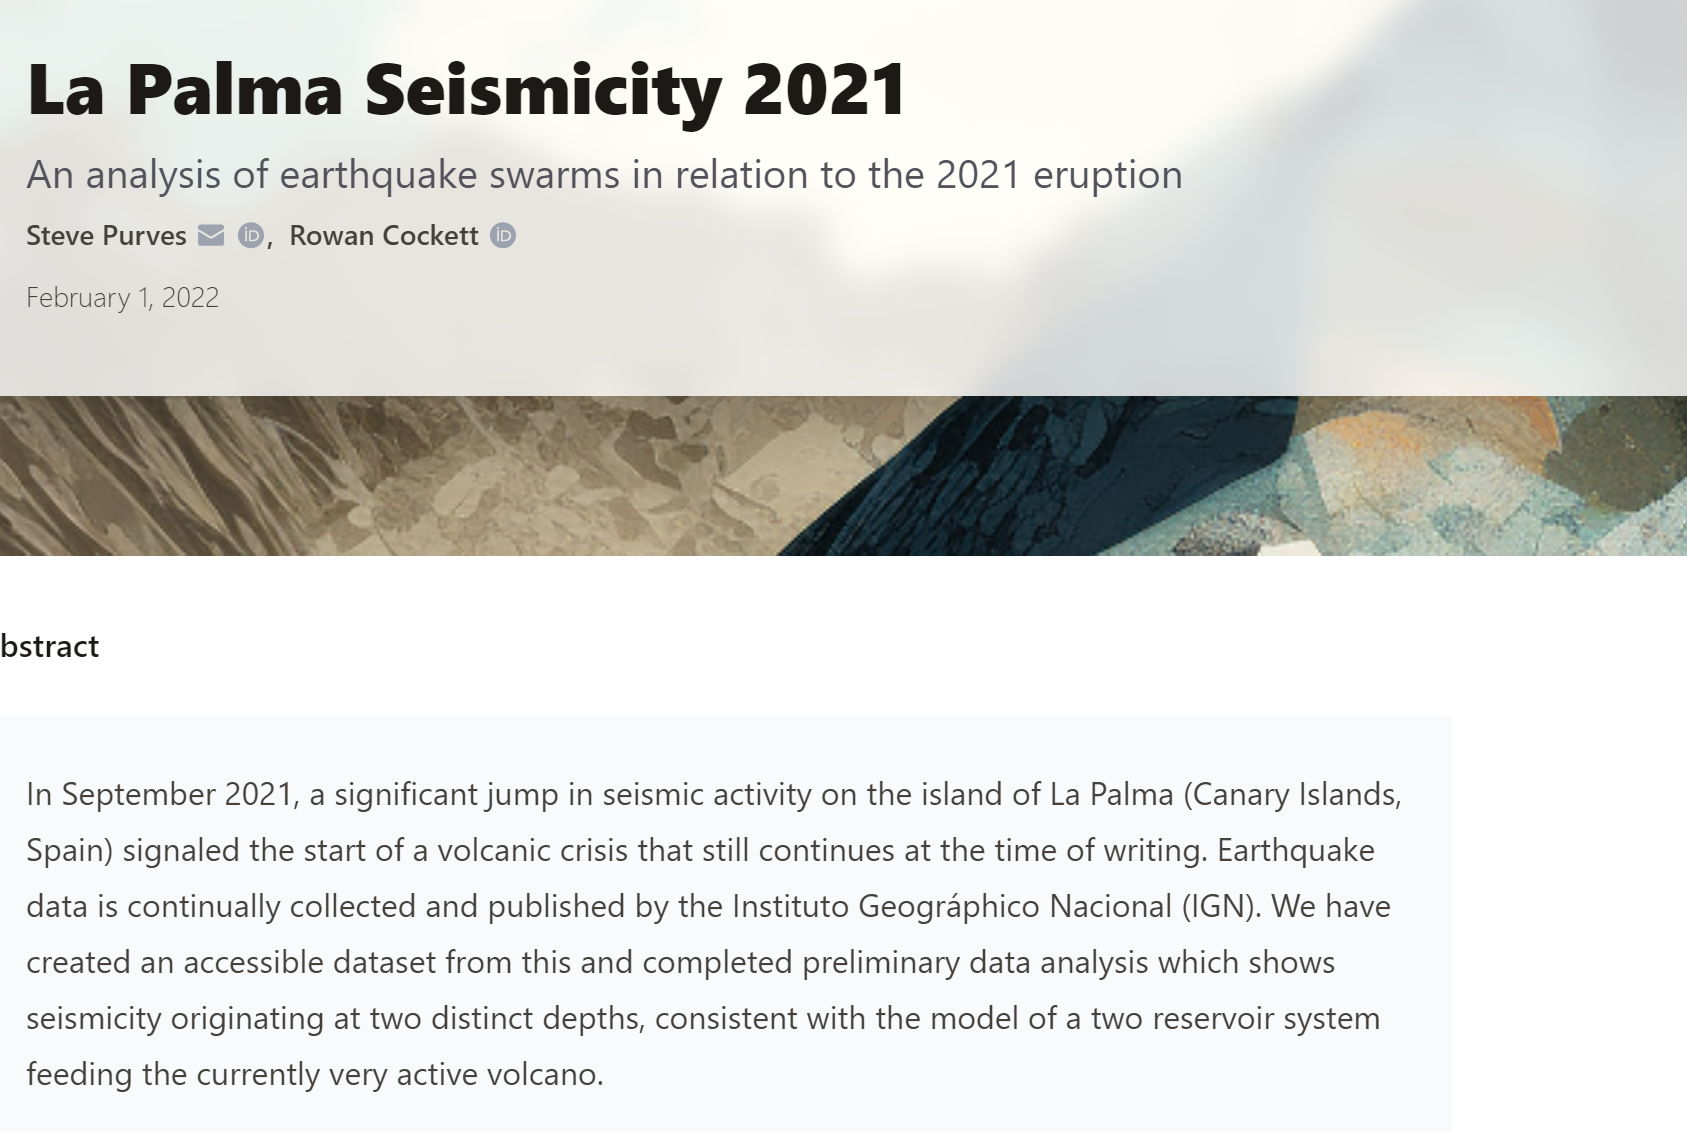 La Palma Seismicity 2021
An analysis of earthquake swarms in relation to the 2021 eruption
Steve Purves iD, Rowan Cockett iD
February 1, 2022
bstract
In September 2021, a significant jump in seismic activity on the island of La Palma (Canary Islands,
Spain) signaled the start of a volcanic crisis that still continues at the time of writing. Earthquake
data is continually collected and published by the Instituto Geográphico Nacional (IGN). We have
created an accessible dataset from this and completed preliminary data analysis which shows
seismicity originating at two distinct depths, consistent with the model of a two reservoir system
feeding the currently very active volcano.